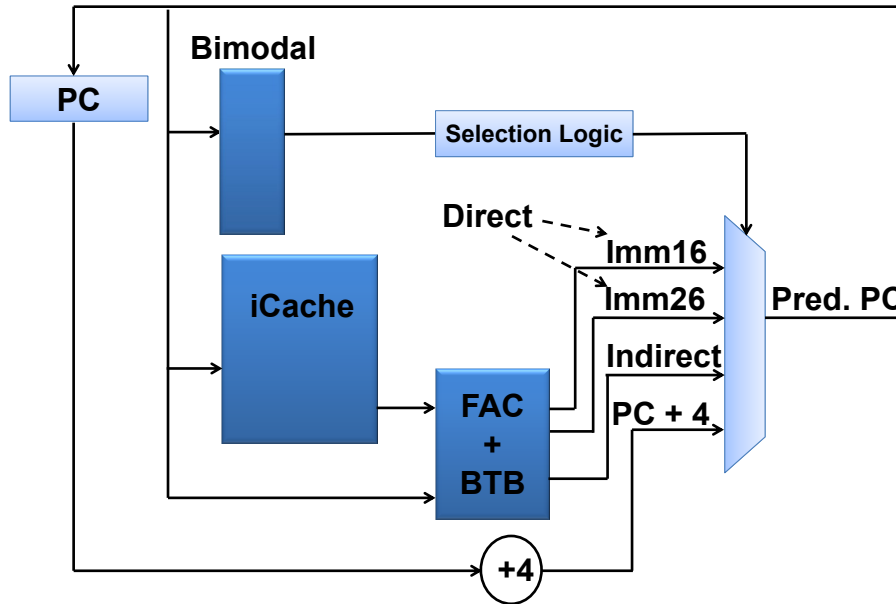 Bimodal
PC
Selection Logic
Direct
Imm16
iCache
Imm26
Pred. PC
Indirect
FAC
+
BTB
PC + 4
+4